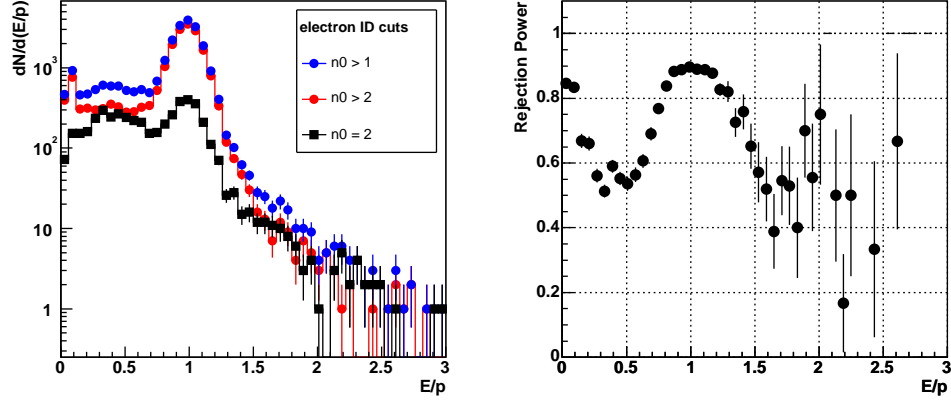 dN/d(E/p)
10³
10²
10
1
electron ID cuts
n0 > 1
n0 > 2
n0 = 2
0 0.5 1 1.5 2 2.5 3
E/p
Rejection Power
1
0.8
0.6
0.4
0.2
0
0 0.5 1 1.5 2 2.5 3
E/p